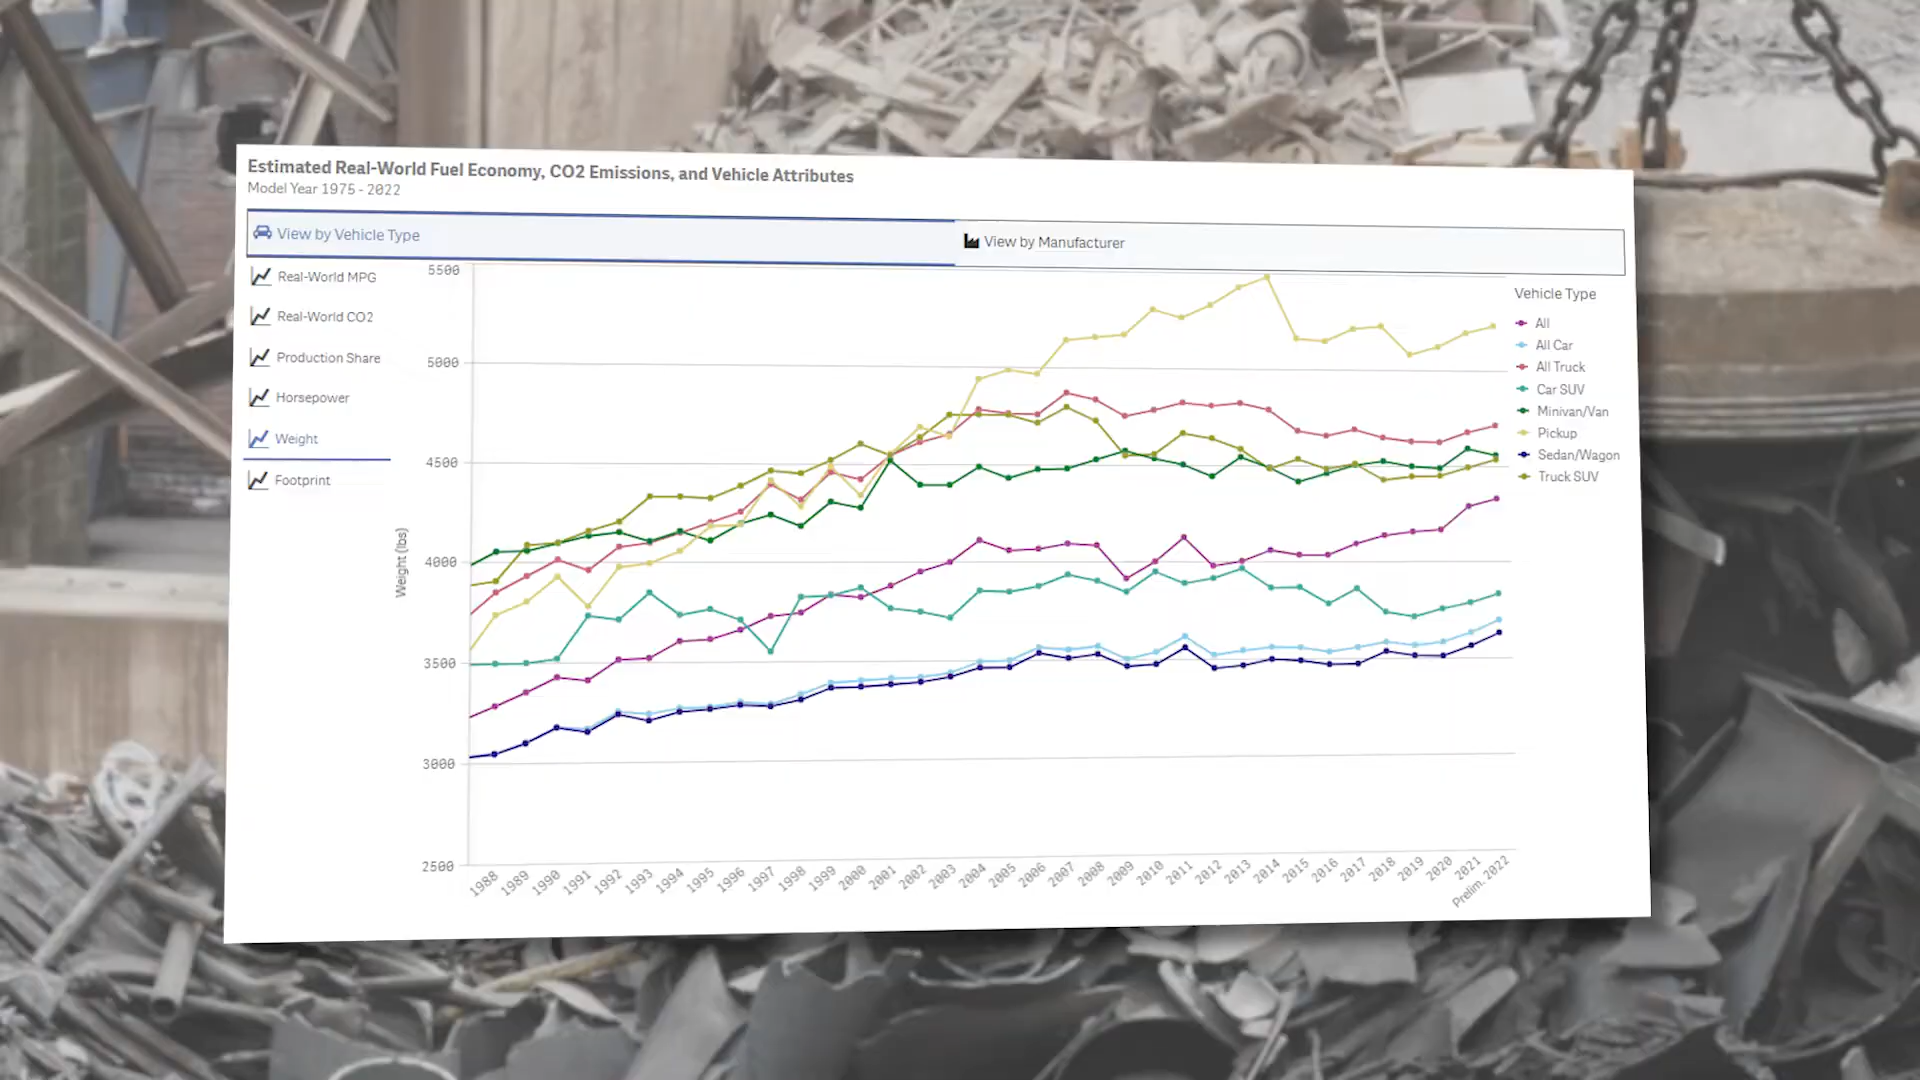 Estimated Real-World Fuel Economy, CO2 Emissions, and Vehicle Attributes
Model Year 1975 - 2022
View by Vehicle Type
View by Manufacturer
Real-World MPG
Real-World CO2
Production Share
Horsepower
Weight
Footprint
Weight (lbs)
5500
5000
4500
4000
3500
3000
2500
1988 1989 1990 1991 1992 1993 1994 1995 1996 1997 1998 1999 2000 2001 2002 2003 2004 2005 2006 2007 2008 2009 2010 2011 2012 2013 2014 2015 2016 2017 2018 2019 2020 2021 Prelim. 2022
Vehicle Type
All
All Car
All Truck
Car SUV
Minivan/Van
Pickup
Sedan/Wagon
Truck SUV